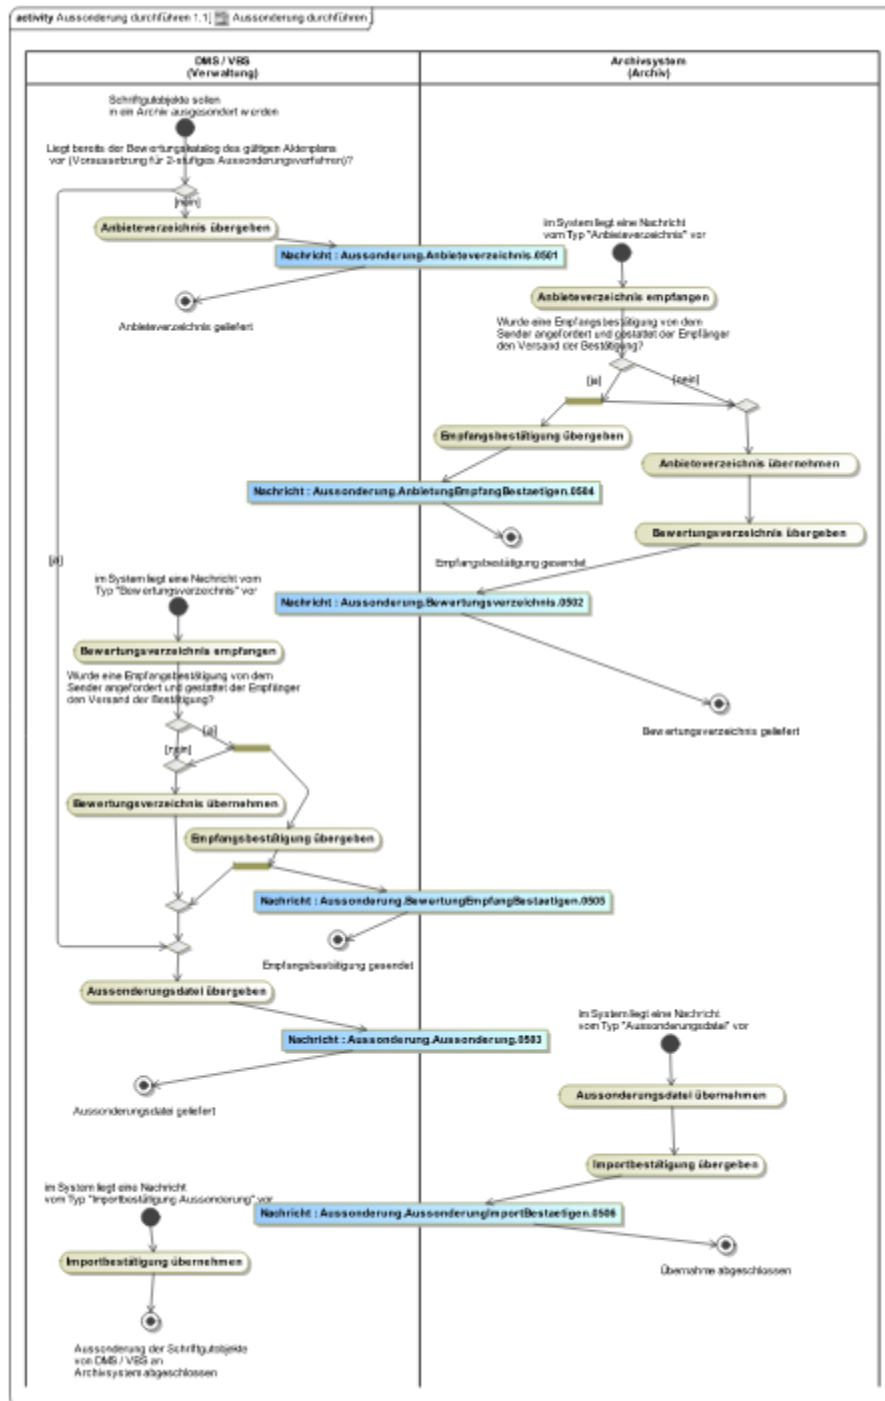 activity Aussonderung durchführen 1.1[ Aussonderung durchführen
DMS / VBS
(Verwaltung)
Archivsystem
(Archiv)
Schriftgutobjekte sollen
in ein Archiv ausgesondert werden
Liegt bereits der Bewertungskatalog des gültigen Aktenplans
vor (Voraussetzung für 2-stufiges Aussonderungsverfahren)?
[nein]
Anbieteverzeichnis übergeben
im System liegt eine Nachricht
vom Typ "Anbieteverzeichnis" vor
Nachricht : Aussonderung.Anbieteverzeichnis.0501
Anbieteverzeichnis empfangen
Anbieteverzeichnis geliefert
Wurde eine Empfangsbestätigung von dem
Sender angefordert und gestattet der Empfänger
den Versand der Bestätigung?
[ja]
[nein]
Empfangsbestätigung übergeben
Anbieteverzeichnis übernehmen
Nachricht : Aussonderung.AnbietungEmpfangBestaetigen.0504
Bewertungsverzeichnis übergeben
Empfangsbestätigung gesendet
[ja]
im System liegt eine Nachricht vom
Typ "Bewertungsverzeichnis" vor
Nachricht : Aussonderung.Bewertungsverzeichnis.0502
Bewertungsverzeichnis empfangen
Wurde eine Empfangsbestätigung von dem
Sender angefordert und gestattet der Empfänger
den Versand der Bestätigung?
[ja]
[nein]
Bewertungsverzeichnis geliefert
Bewertungsverzeichnis übernehmen
Empfangsbestätigung übergeben
Nachricht : Aussonderung.BewertungEmpfangBestaetigen.0505
Empfangsbestätigung gesendet
Aussonderungsdatei übergeben
im System liegt eine Nachricht
vom Typ "Aussonderungsdatei" vor
Nachricht : Aussonderung.Aussonderung.0503
Aussonderungsdatei geliefert
Aussonderungsdatei übernehmen
Importbestätigung übergeben
im System liegt eine Nachricht
vom Typ "Importbestätigung Aussonderung" vor
Nachricht : Aussonderung.AussonderungImportBestaetigen.0506
Importbestätigung übernehmen
Übernahme abgeschlossen
Aussonderung der Schriftgutobjekte
von DMS / VBS an
Archivsystem abgeschlossen